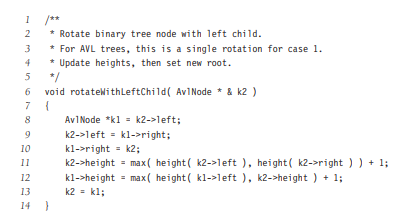 1 /**
2 * Rotate binary tree node with left child.
3 * For AVL trees, this is a single rotation for case 1.
4 * Update heights, then set new root.
5 */
6 void rotateWithLeftChild( AvlNode * & k2 )
7 {
8 AvlNode *k1 = k2->left;
9 k2->left = k1->right;
10 k1->right = k2;
11 k2->height = max( height( k2->left ), height( k2->right ) ) + 1;
12 k1->height = max( height( k1->left ), k2->height ) + 1;
13 k2 = k1;
14 }